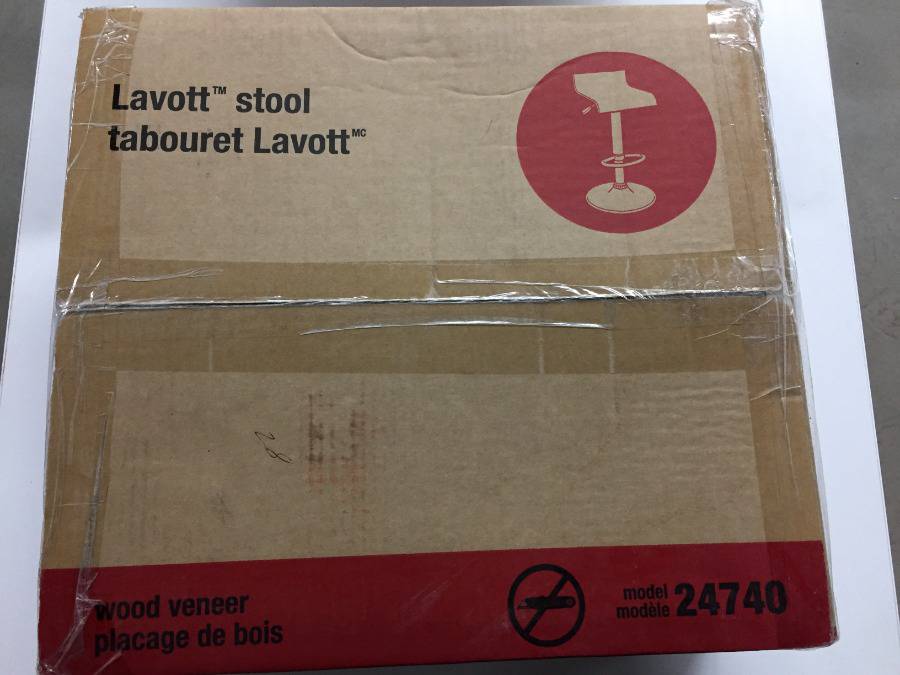 Lavott™ stool
tabouret Lavott ᴹᶜ
wood veneer
placage de bois
model
modèle 24740